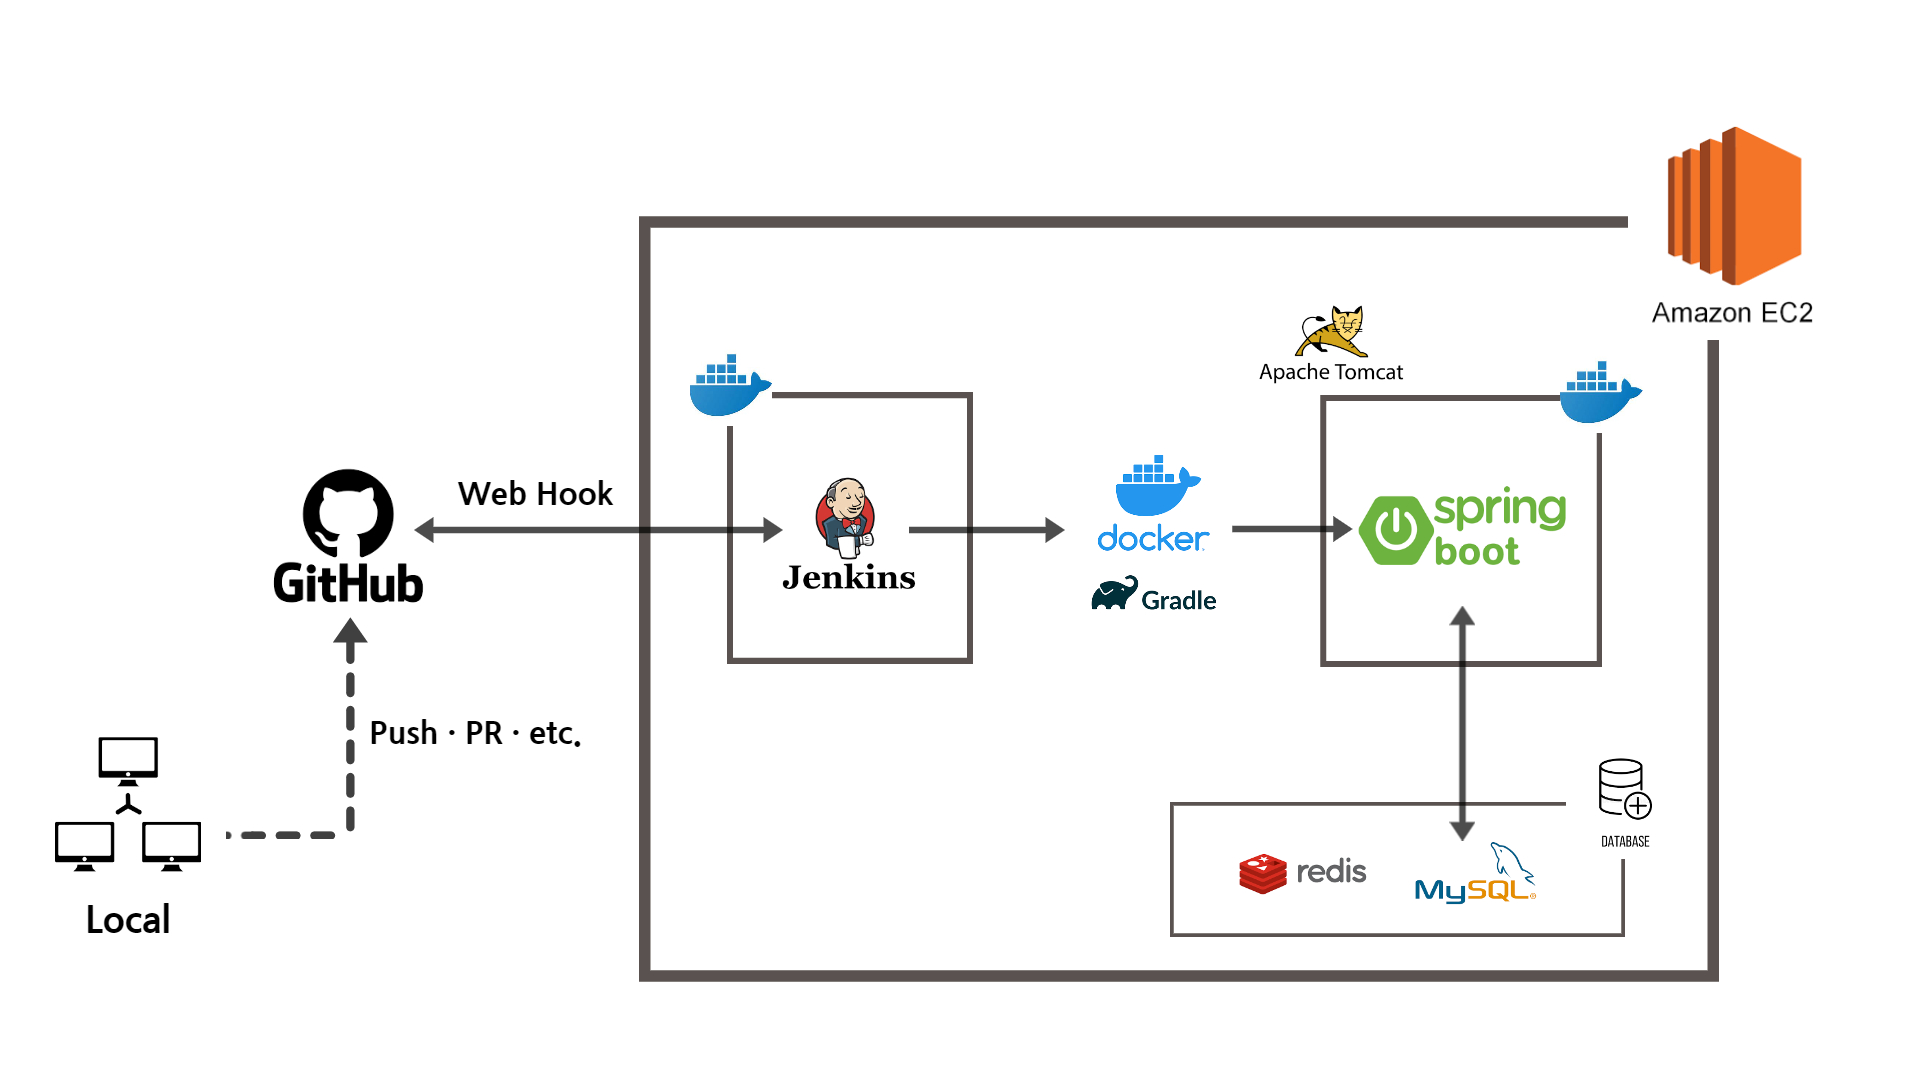 Amazon EC2
Apache Tomcat
Web Hook
GitHub
Jenkins
docker
Gradle
spring
boot
Push · PR · etc.
Local
DATABASE
redis
MySQL